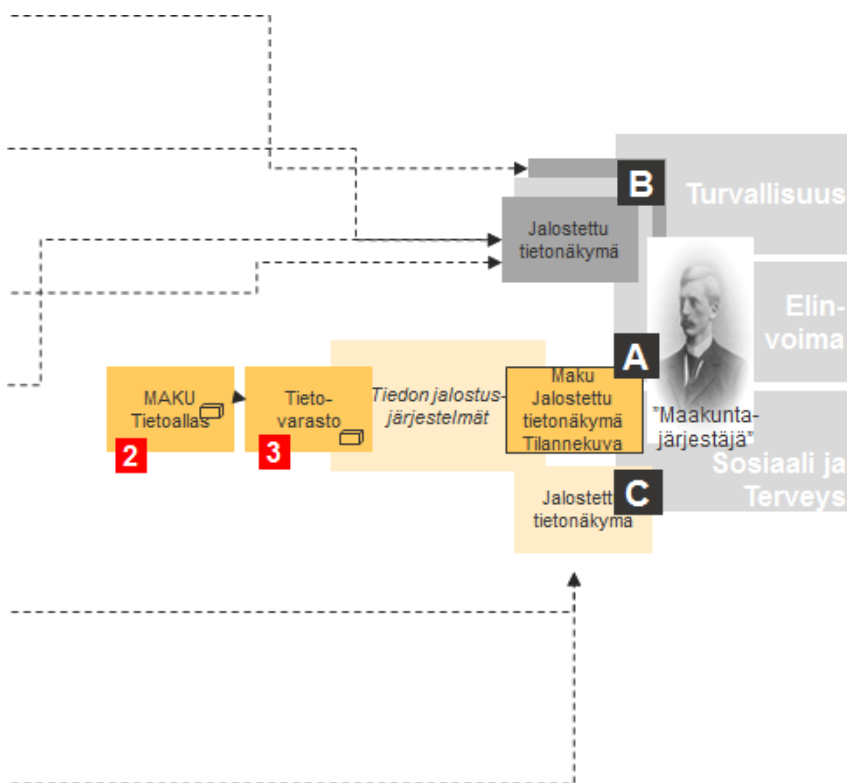 B
Turvallisuus
Jalostettu
tietonäkymä
Elin-
voima
A
MAKU
Tietoallas
2
Tieto-
varasto
3
Tiedon jalostus-
järjestelmät
Maku
Jalostettu
tietonäkymä
Tilannekuva
"Maakunta-
järjestäjä"
Sosiaali ja
Terveys
C
Jalostett
tietonäkymä